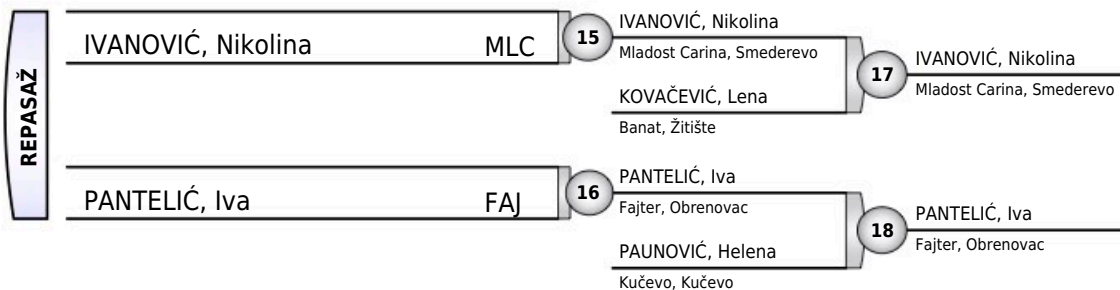 REPASAŽ
IVANOVIĆ, Nikolina MLC
15
IVANOVIĆ, Nikolina
Mladost Carina, Smederevo
KOVAČEVIĆ, Lena
Banat, Žitište
17
IVANOVIĆ, Nikolina
Mladost Carina, Smederevo
PANTELIĆ, Iva FAJ
16
PANTELIĆ, Iva
Fajter, Obrenovac
PAUNOVIĆ, Helena
Kučevo, Kučevo
18
PANTELIĆ, Iva
Fajter, Obrenovac